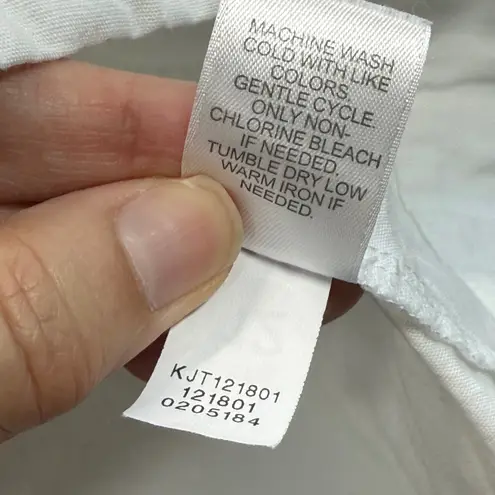 MACHINE WASH
COLD WITH LIKE
COLORS
GENTLE CYCLE.
ONLY NON-
CHLORINE BLEACH
IF NEEDED.
TUMBLE DRY LOW
WARM IRON IF
NEEDED.
KJT121801
121801
0205184